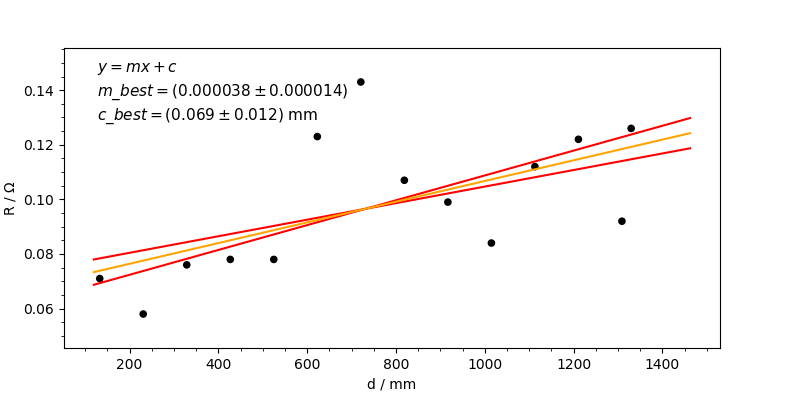 y = mx + c
m_best = (0.000038 ± 0.000014)
c_best = (0.069 ± 0.012) mm
R / Ω
0.14
0.12
0.10
0.08
0.06
200 400 600 800 1000 1200 1400
d / mm